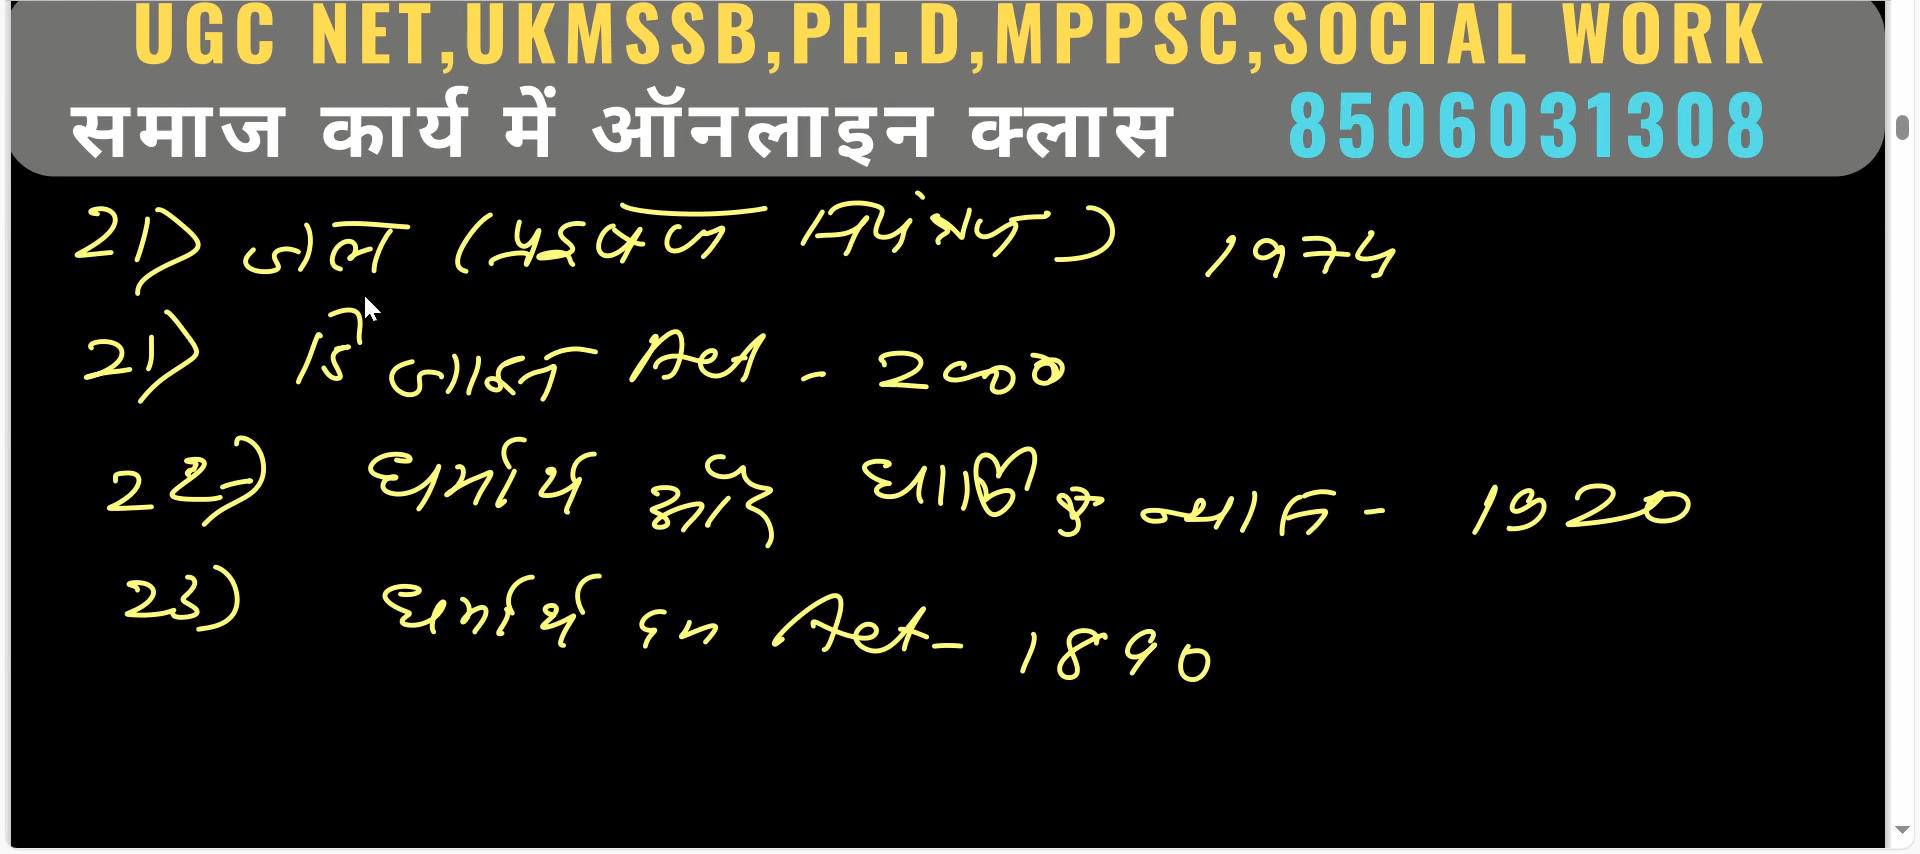 UGC NET,UKMSSB,PH.D,MPPSC,SOCIAL WORK
समाज कार्य में ऑनलाइन क्लास 8506031308
21) जल (प्रदूषण नियंत्रण) 1974
21) Act - 2000
22) धर्मार्थ और धार्मिक न्यास - 1920
23) धर्मार्थ दान Act - 1890